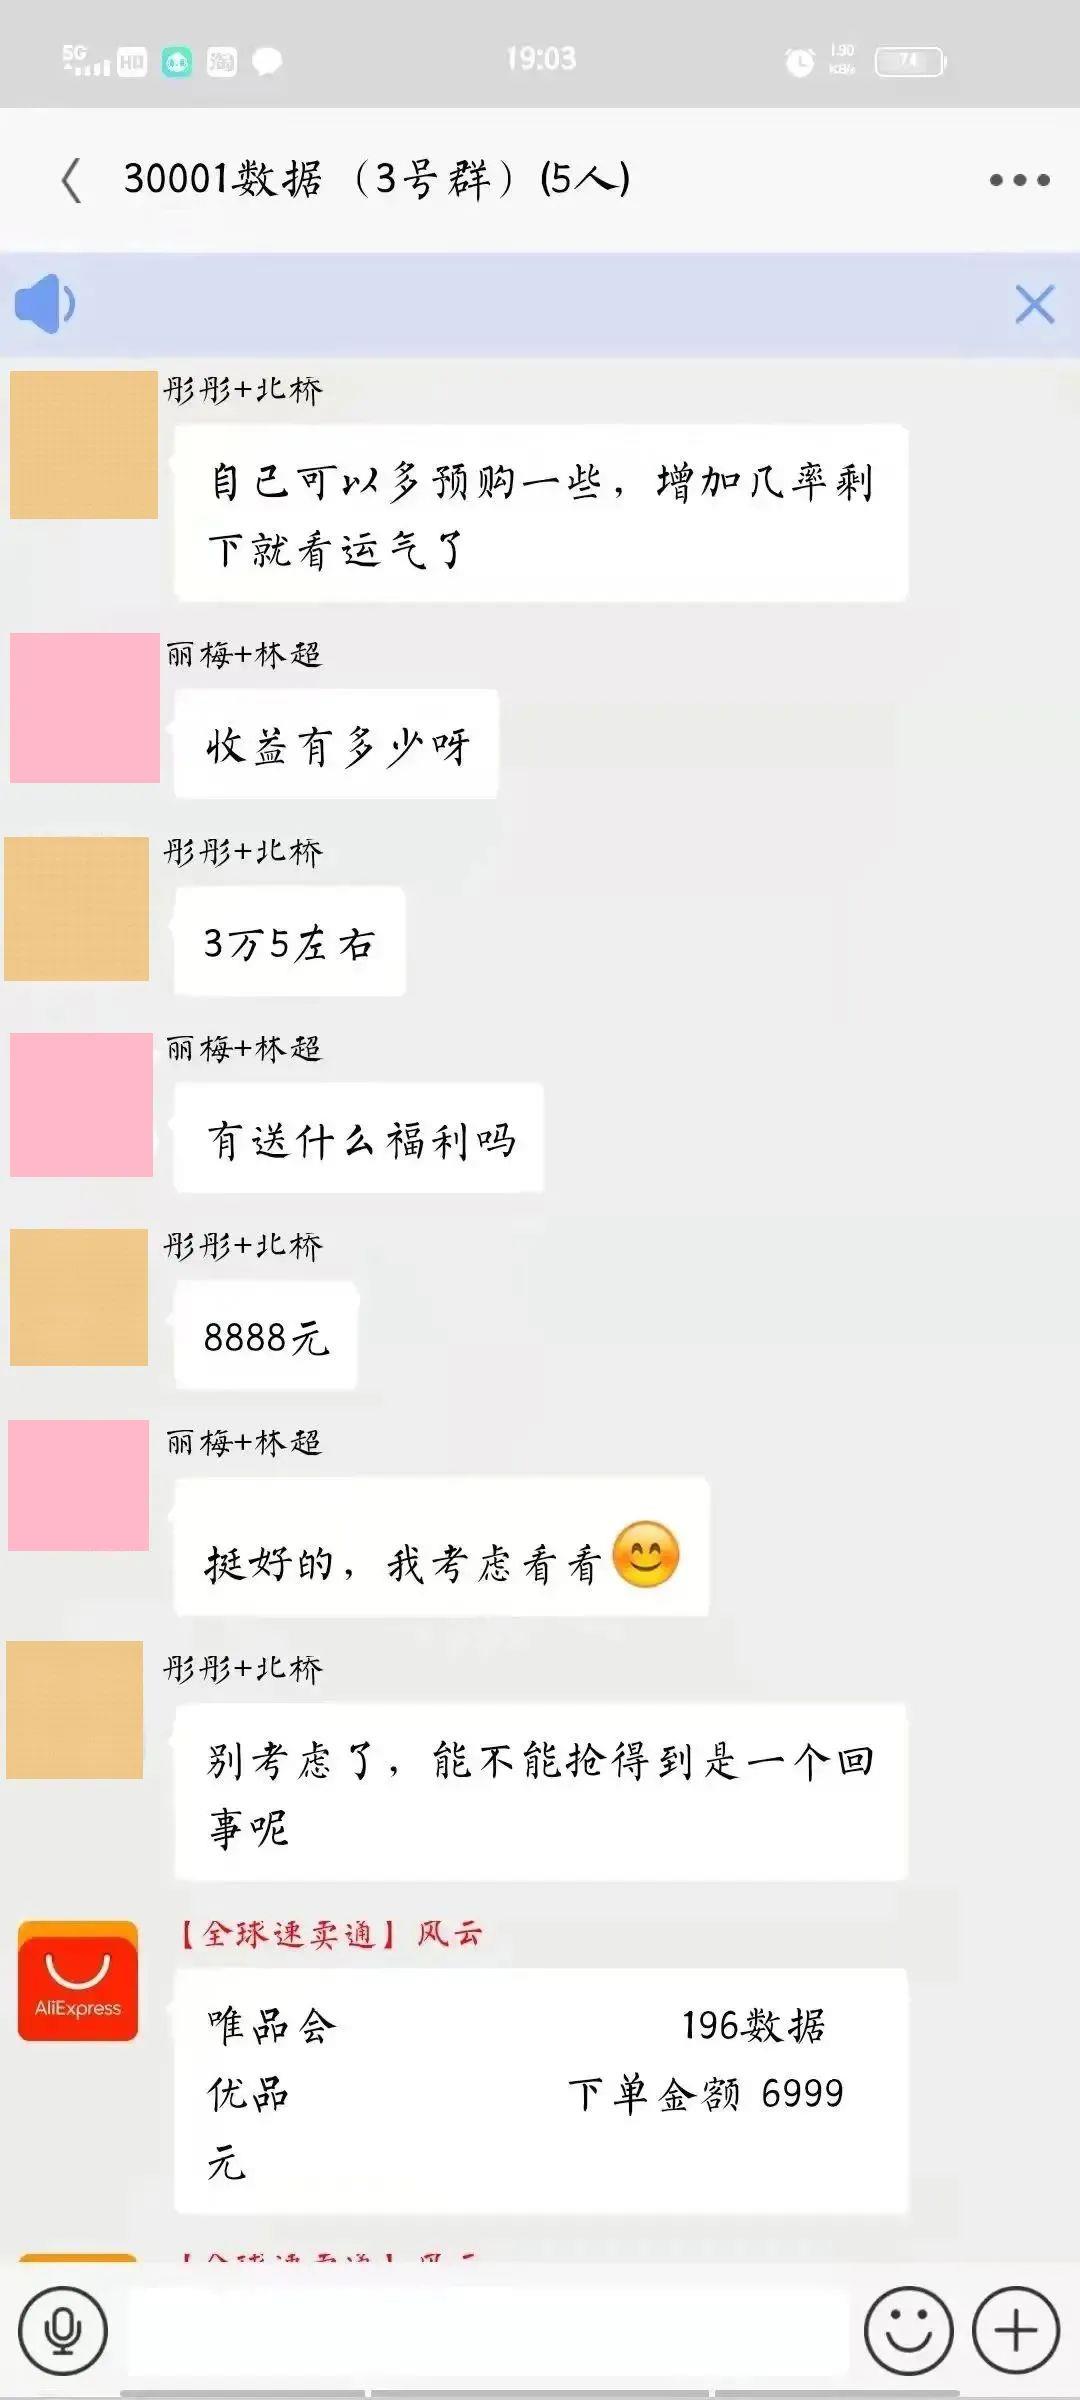 5G HD 淘 19:03 1.90 KB/s 74
30001数据（3号群）(5人)
彤彤+北桥
自己可以多预购一些，增加几率剩
下就看运气了
丽梅+林超
收益有多少呀
彤彤+北桥
3万5左右
丽梅+林超
有送什么福利吗
彤彤+北桥
8888元
丽梅+林超
挺好的，我考虑看看😊
彤彤+北桥
别考虑了，能不能抢得到是一个回
事呢
【全球速卖通】风云
AliExpress
唯品会 196数据
优品 下单金额 6999
元